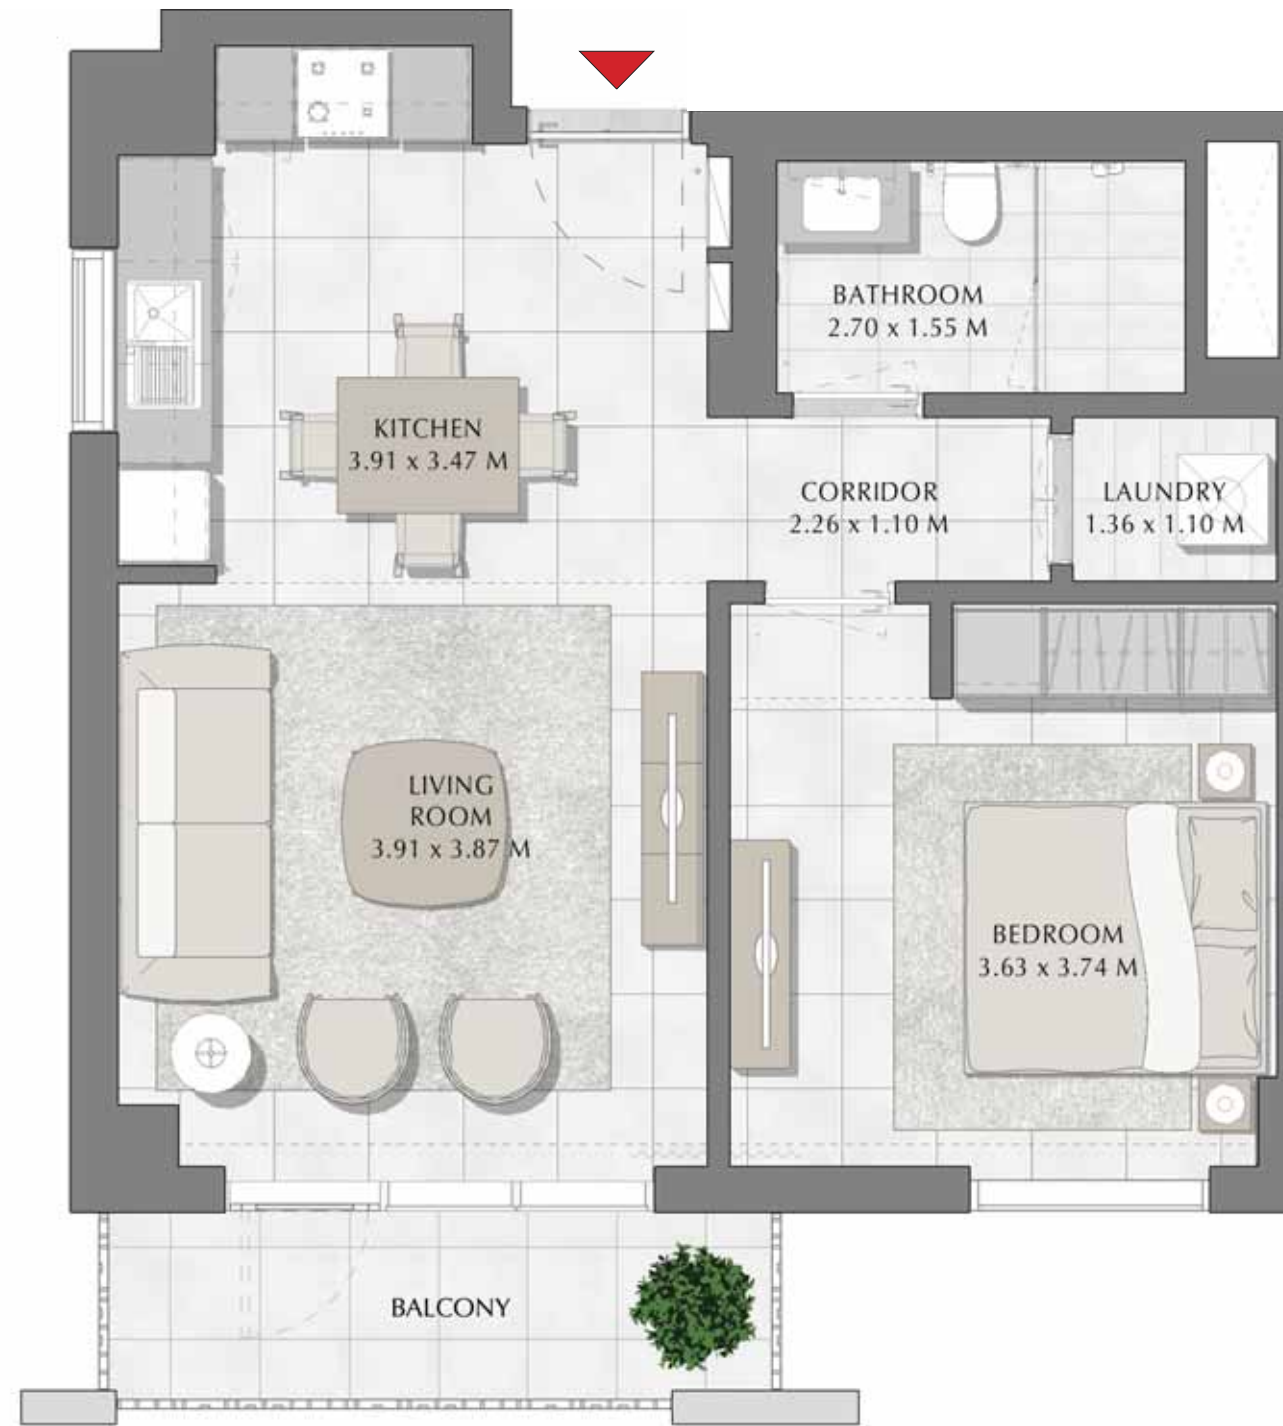 BATHROOM
2.70 x 1.55 M
KITCHEN
3.91 x 3.47 M
CORRIDOR
2.26 x 1.10 M
LAUNDRY
1.36 x 1.10 M
LIVING
ROOM
3.91 x 3.87 M
BEDROOM
3.63 x 3.74 M
BALCONY